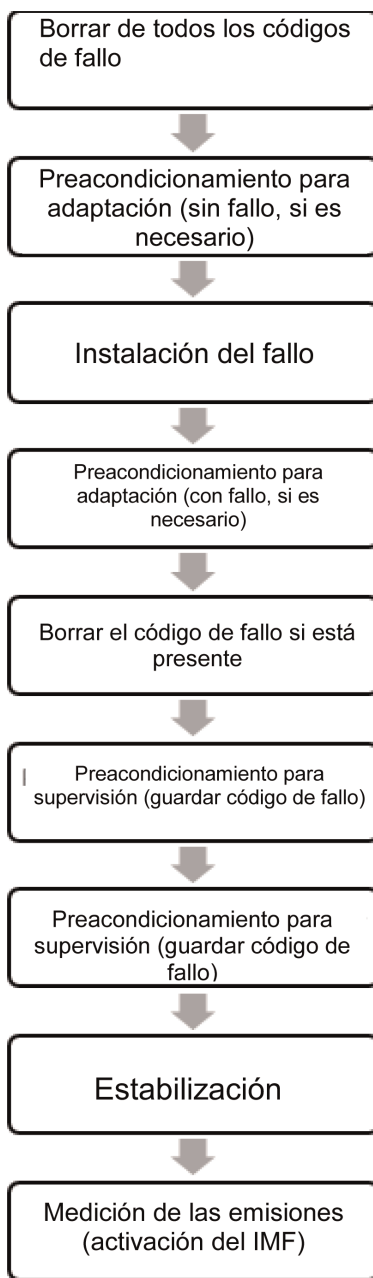 Borrar de todos los códigos
de fallo
Preacondicionamiento para
adaptación (sin fallo, si es
necesario)
Instalación del fallo
Preacondicionamiento para
adaptación (con fallo, si es
necesario)
Borrar el código de fallo si está
presente
Preacondicionamiento para
supervisión (guardar código de fallo)
Preacondicionamiento para
supervisión (guardar código de
fallo)
Estabilización
Medición de las emisiones
(activación del IMF)